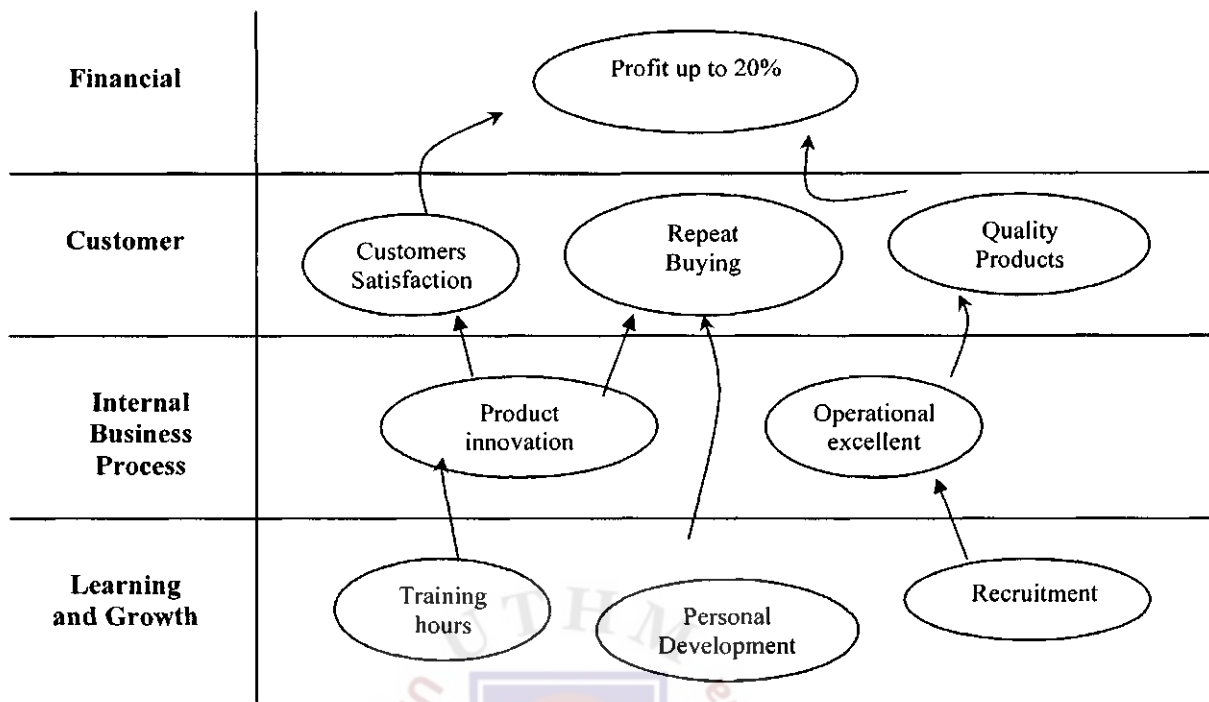 Financial
Profit up to 20%
Customer
Customers
Satisfaction
Repeat
Buying
Quality
Products
Internal
Business
Process
Product
innovation
Operational
excellent
Learning
and Growth
Training
hours
Personal
Development
Recruitment
UTHM